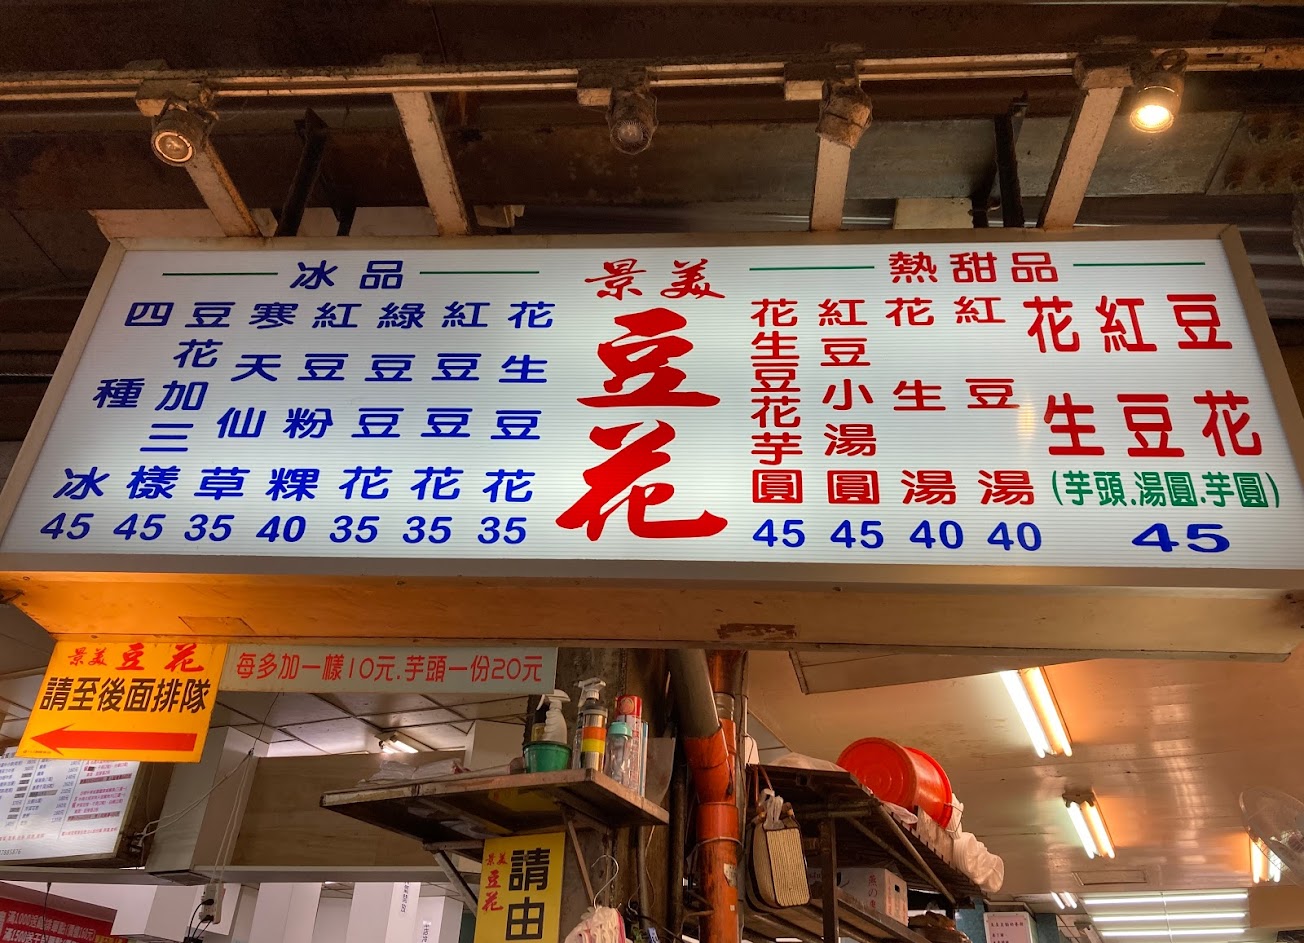 冰品
四種冰 45
豆花加三樣 45
寒天仙草 35
紅豆粉粿 40
綠豆豆花 35
紅豆豆花 35
花生豆花 35
景美
豆花
熱甜品
花生豆花芋圓 45
紅豆小湯圓 45
花生湯 40
紅豆湯 40
花生
紅豆
豆花
(芋頭.湯圓.芋圓)
45
景美豆花
請至後面排隊
每多加一樣10元.芋頭一份20元
景美豆花
請由